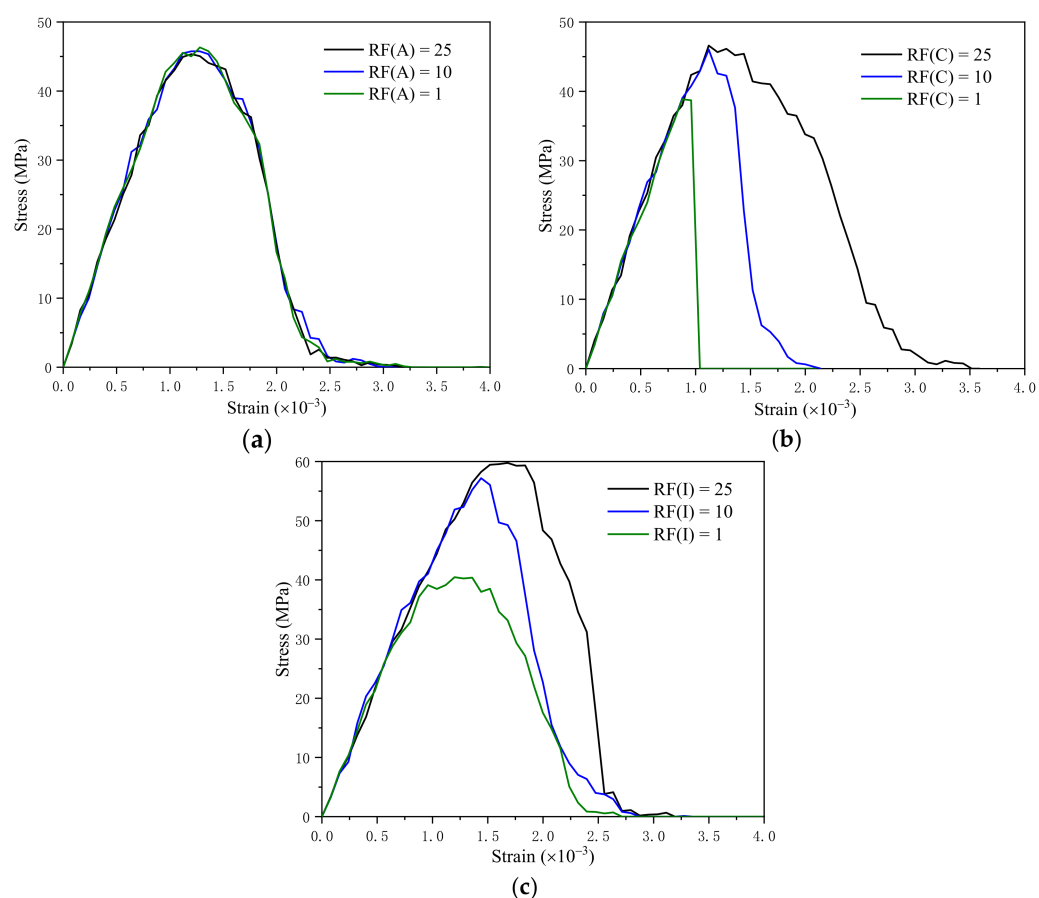 50
40
30
20
10
0
Stress (MPa)
RF(A) = 25
RF(A) = 10
RF(A) = 1
0.0 0.5 1.0 1.5 2.0 2.5 3.0 3.5 4.0
Strain (×10⁻³)
(a)
50
40
30
20
10
0
Stress (MPa)
RF(C) = 25
RF(C) = 10
RF(C) = 1
0.0 0.5 1.0 1.5 2.0 2.5 3.0 3.5 4.0
Strain (×10⁻³)
(b)
60
50
40
30
20
10
0
Stress (MPa)
RF(I) = 25
RF(I) = 10
RF(I) = 1
0.0 0.5 1.0 1.5 2.0 2.5 3.0 3.5 4.0
Strain (×10⁻³)
(c)